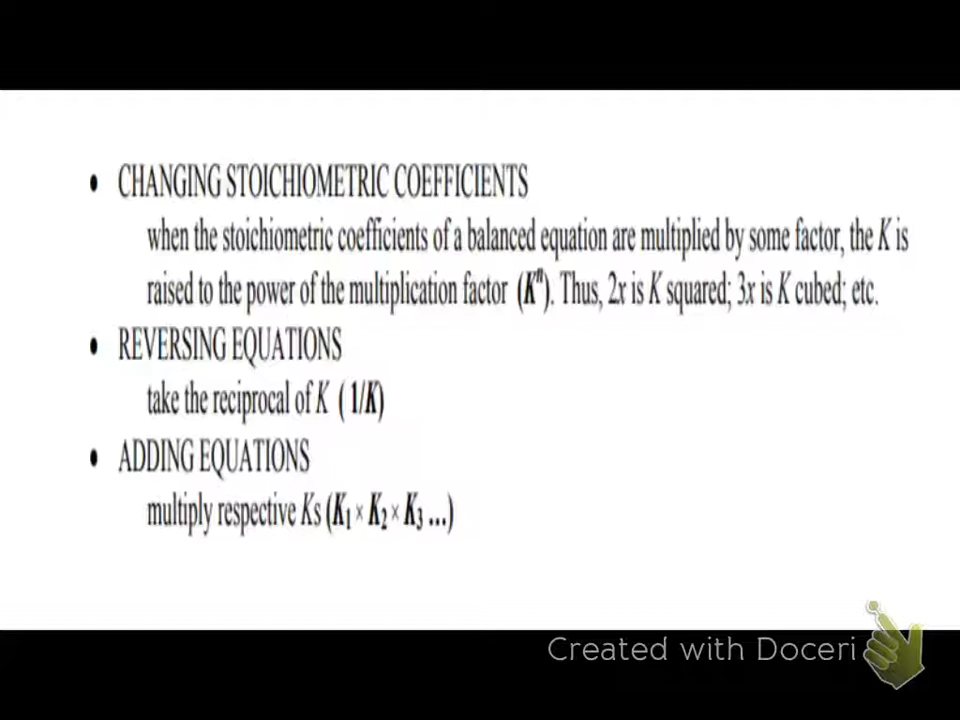 • CHANGING STOICHIOMETRIC COEFFICIENTS
when the stoichiometric coefficients of a balanced equation are multiplied by some factor, the K is
raised to the power of the multiplication factor (Kⁿ). Thus, 2x is K squared; 3x is K cubed; etc.
• REVERSING EQUATIONS
take the reciprocal of K ( 1/K)
• ADDING EQUATIONS
multiply respective Ks (K₁ × K₂ × K₃ ...)
Created with Doceri